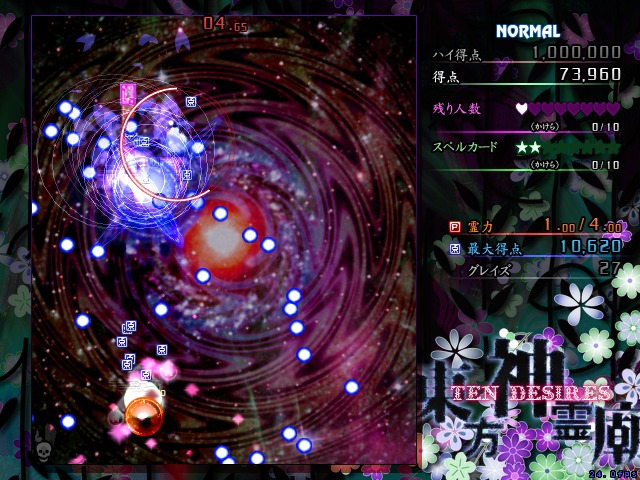 04.65
NORMAL
ハイ得点 1,000,000
得点 73,960
残り人数
(かけら) 0/10
スペルカード
(かけら) 0/10
P 霊力 1.00/4.00
点 最大得点 10,620
グレイズ 27
東方神霊廟
TEN DESIRES
24.0fps